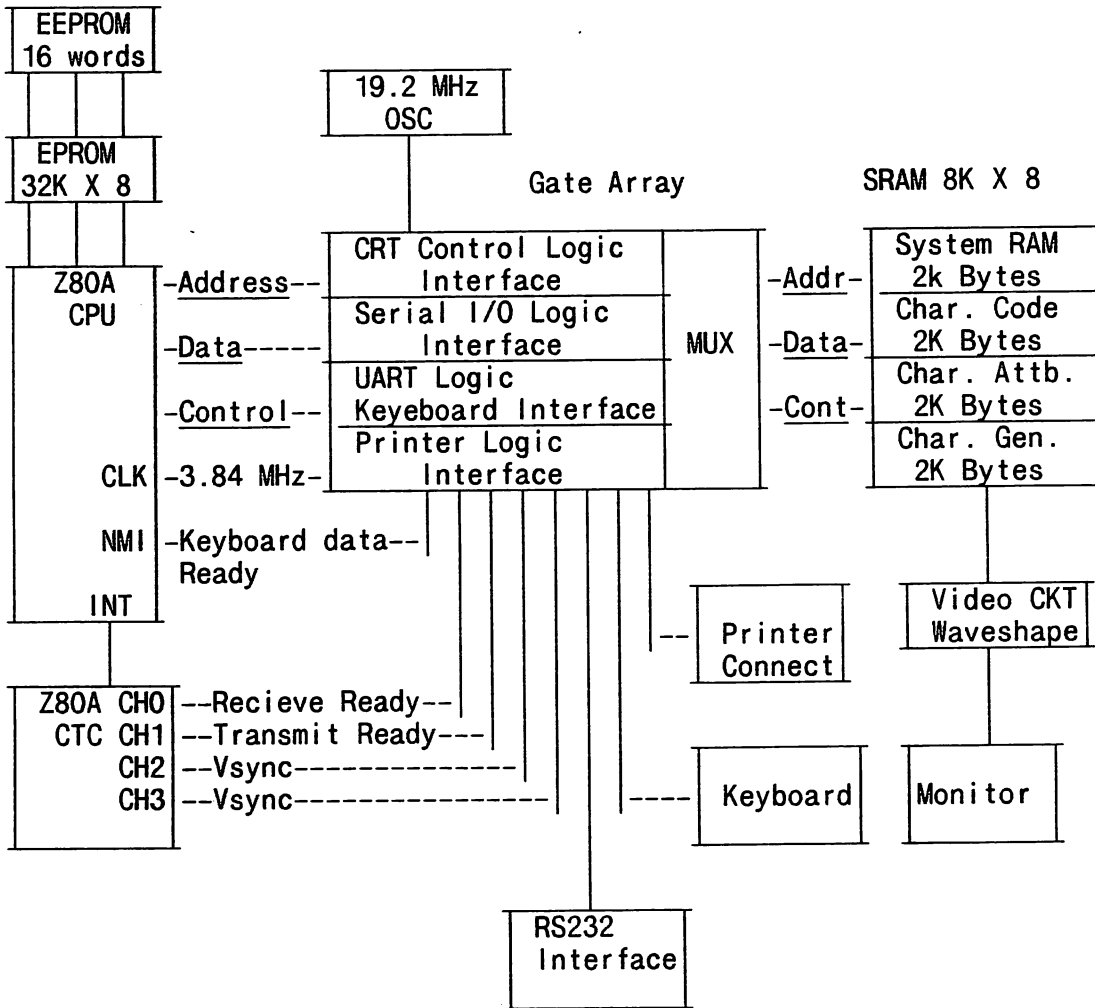 EEPROM
16 words
19.2 MHz
OSC
EPROM
32K X 8
Gate Array
SRAM 8K X 8
Z80A
CPU
-Address--
-Data-----
-Control--
CLK -3.84 MHz-
NMI -Keyboard data--
Ready
INT
CRT Control Logic
Interface
Serial I/O Logic
Interface
UART Logic
Keyeboard Interface
Printer Logic
Interface
MUX
-Addr-
-Data-
-Cont-
System RAM
2k Bytes
Char. Code
2K Bytes
Char. Attb.
2K Bytes
Char. Gen.
2K Bytes
Printer
Connect
Video CKT
Waveshape
Z80A CH0 --Recieve Ready--
CTC CH1 --Transmit Ready---
CH2 --Vsync-------------
CH3 --Vsync---------------
Keyboard
Monitor
RS232
Interface